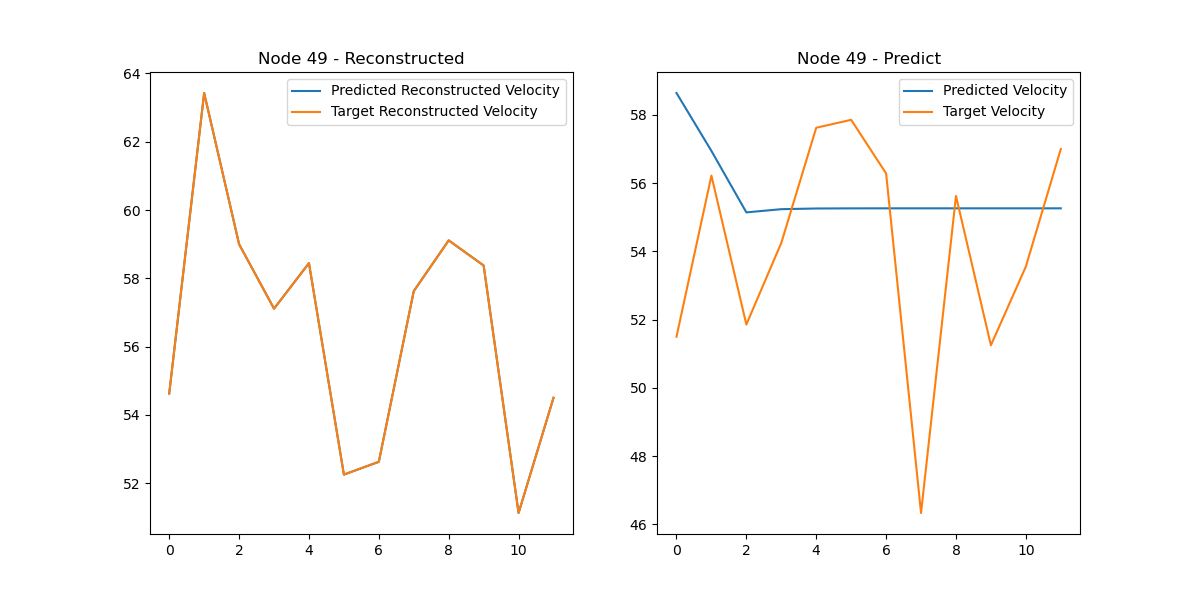 Node 49 - Reconstructed
Predicted Reconstructed Velocity
Target Reconstructed Velocity
64
62
60
58
56
54
52
0 2 4 6 8 10
Node 49 - Predict
Predicted Velocity
Target Velocity
58
56
54
52
50
48
46
0 2 4 6 8 10